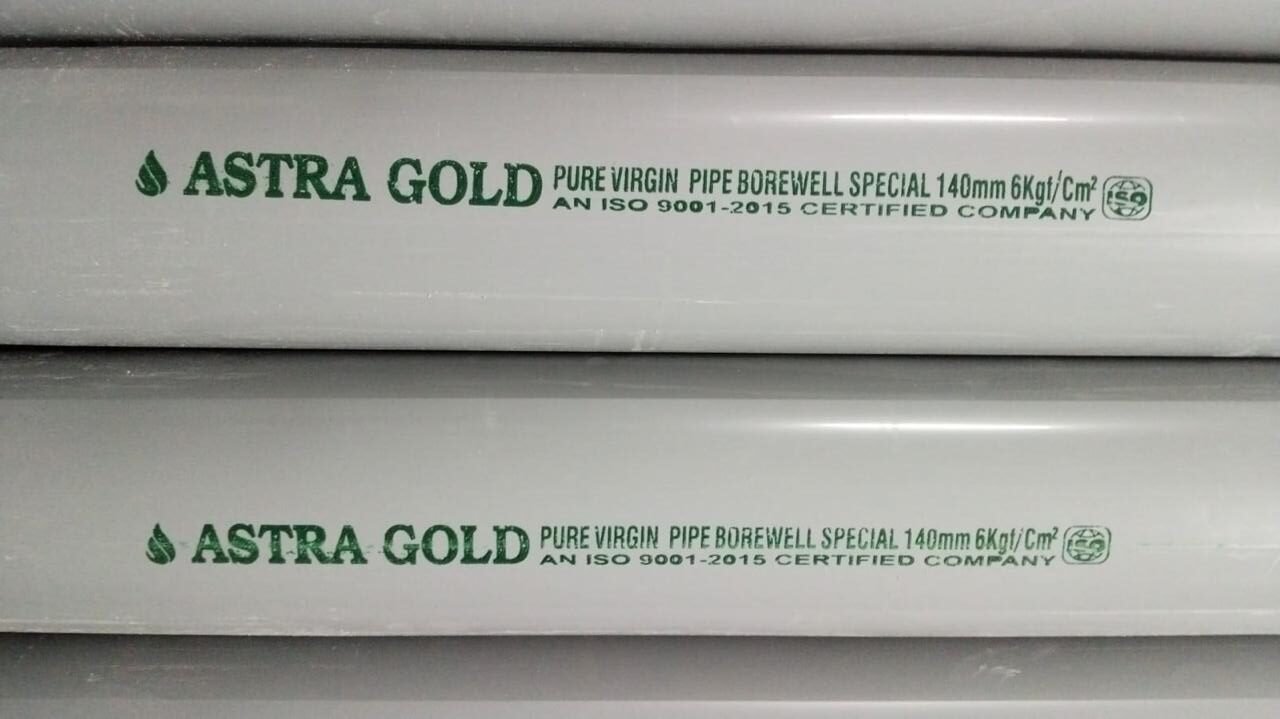 ASTRA GOLD PURE VIRGIN PIPE BOREWELL SPECIAL 140mm 6Kgf/Cm²
AN ISO 9001-2015 CERTIFIED COMPANY ISO
ASTRA GOLD PURE VIRGIN PIPE BOREWELL SPECIAL 140mm 6Kgf/Cm²
AN ISO 9001-2015 CERTIFIED COMPANY ISO